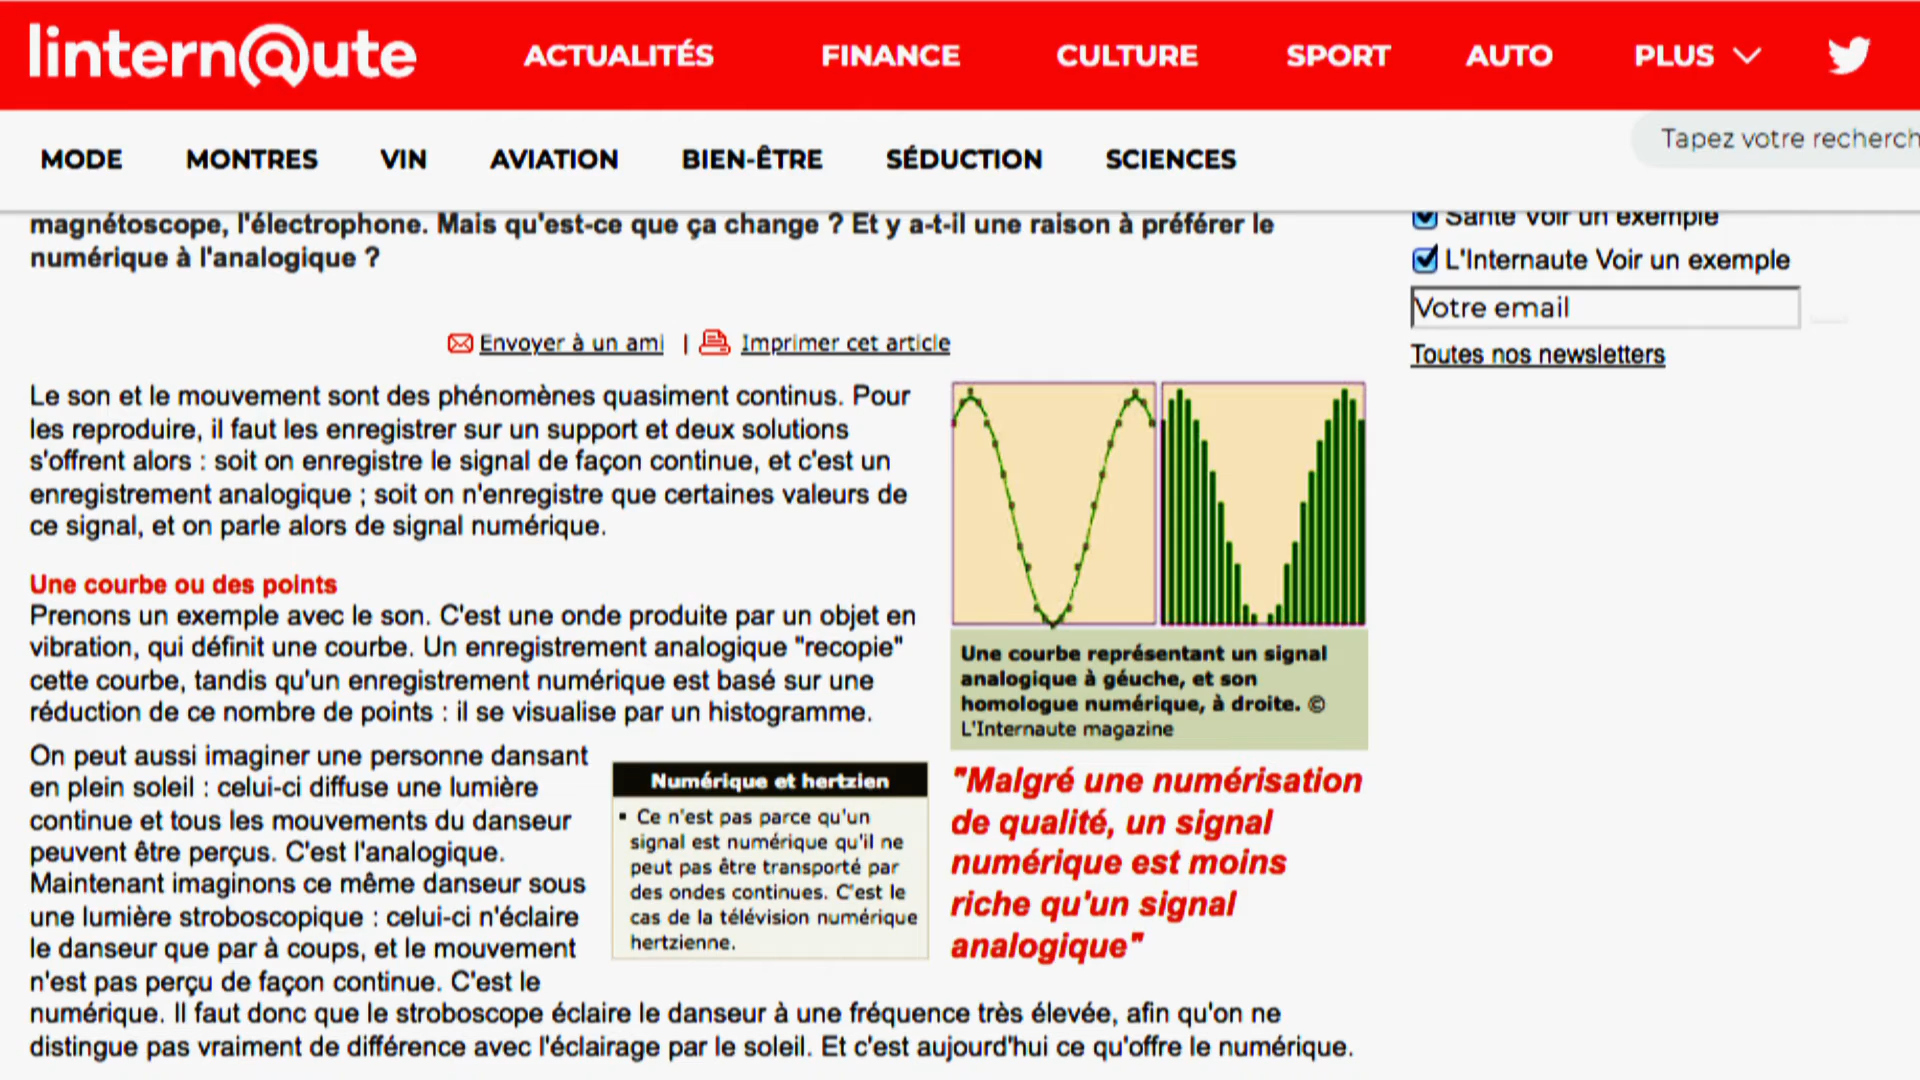 linternaute
ACTUALITÉS FINANCE CULTURE SPORT AUTO PLUS
MODE MONTRES VIN AVIATION BIEN-ÊTRE SÉDUCTION SCIENCES
Tapez votre recherch
magnétoscope, l'électrophone. Mais qu'est-ce que ça change ? Et y a-t-il une raison à préférer le
numérique à l'analogique ?
Santé Voir un exemple
L'Internaute Voir un exemple
Votre email
Toutes nos newsletters
Envoyer à un ami | Imprimer cet article
Le son et le mouvement sont des phénomènes quasiment continus. Pour
les reproduire, il faut les enregistrer sur un support et deux solutions
s'offrent alors : soit on enregistre le signal de façon continue, et c'est un
enregistrement analogique ; soit on n'enregistre que certaines valeurs de
ce signal, et on parle alors de signal numérique.
Une courbe ou des points
Prenons un exemple avec le son. C'est une onde produite par un objet en
vibration, qui définit une courbe. Un enregistrement analogique "recopie"
cette courbe, tandis qu'un enregistrement numérique est basé sur une
réduction de ce nombre de points : il se visualise par un histogramme.
On peut aussi imaginer une personne dansant
en plein soleil : celui-ci diffuse une lumière
continue et tous les mouvements du danseur
peuvent être perçus. C'est l'analogique.
Maintenant imaginons ce même danseur sous
une lumière stroboscopique : celui-ci n'éclaire
le danseur que par à coups, et le mouvement
n'est pas perçu de façon continue. C'est le
numérique. Il faut donc que le stroboscope éclaire le danseur à une fréquence très élevée, afin qu'on ne
distingue pas vraiment de différence avec l'éclairage par le soleil. Et c'est aujourd'hui ce qu'offre le numérique.
Numérique et hertzien
Ce n'est pas parce qu'un
signal est numérique qu'il ne
peut pas être transporté par
des ondes continues. C'est le
cas de la télévision numérique
hertzienne.
Une courbe représentant un signal
analogique à géuche, et son
homologue numérique, à droite. ©
L'Internaute magazine
"Malgré une numérisation
de qualité, un signal
numérique est moins
riche qu'un signal
analogique"